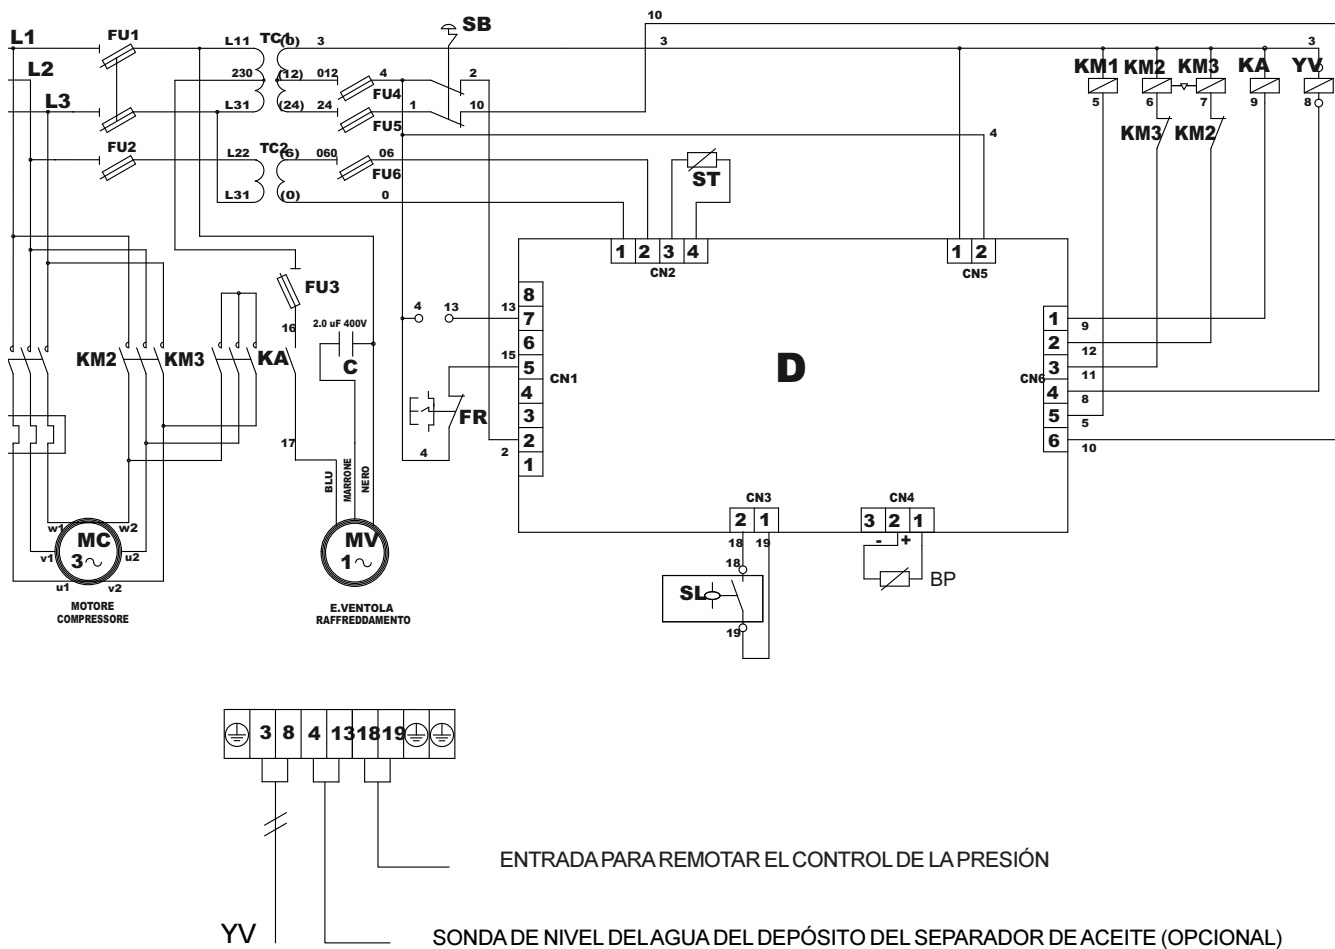 10
L1 FU1 L11 TC1 (0) 3 SB 3 3
L2 230 (12) 012 4 2 KM1 KM2 KM3 KA YV
FU4
L3 L31 (24) 24 1 10 5 6 7 9 8
FU5
4
KM3 KM2
FU2 L22 TC2 (6) 060 06
FU6 ST
L31 (0) 0
1 2 3 4 1 2
CN2 CN5
FU3
8
4 13 13 7
16 2.0 uF 400V 6
KM2 KM3 KA C 15 5 CN1 D
4
FR 3
17 4 2 2
1
CN6
1 9
2 12
3 11
4 8
5 5
6 10
BLU MARRONE NERO
CN3 CN4
2 1 3 2 1
18 19 - +
w1 w2
MC MV
v1 3 u2 1
u1 v2
18
SL
19
BP
MOTORE
COMPRESSORE
E.VENTOLA
RAFFREDDAMENTO
3 8 4 13 18 19
ENTRADA PARA REMOTAR EL CONTROL DE LA PRESIÓN
YV SONDA DE NIVEL DEL AGUA DEL DEPÓSITO DEL SEPARADOR DE ACEITE (OPCIONAL)